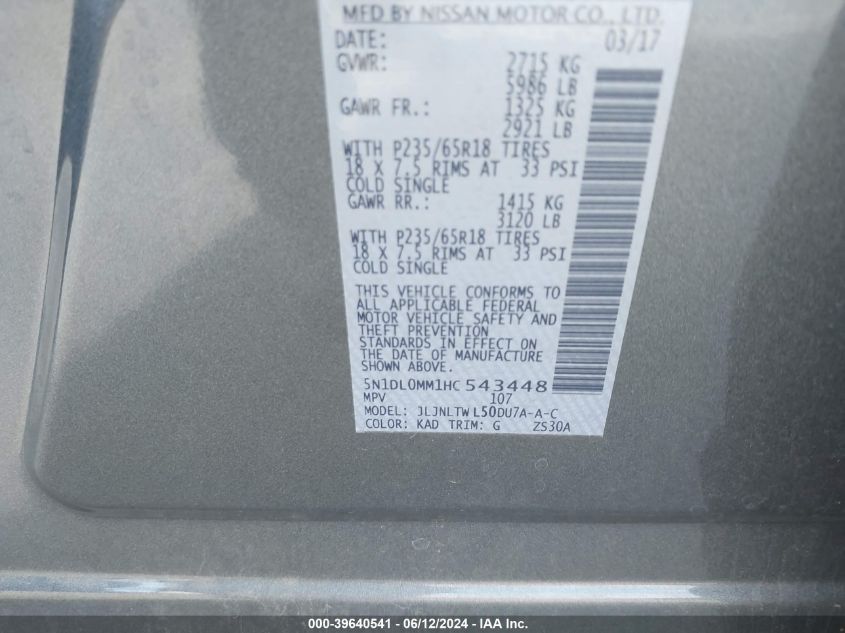 MFD BY NISSAN MOTOR CO., LTD.
DATE: 03/17
GVWR: 2715 KG
5986 LB
GAWR FR.: 1325 KG
2921 LB
WITH P235/65R18 TIRES
18 X 7.5 RIMS AT 33 PSI
COLD SINGLE
GAWR RR.: 1415 KG
3120 LB
WITH P235/65R18 TIRES
18 X 7.5 RIMS AT 33 PSI
COLD SINGLE
THIS VEHICLE CONFORMS TO
ALL APPLICABLE FEDERAL
MOTOR VEHICLE SAFETY AND
THEFT PREVENTION
STANDARDS IN EFFECT ON
THE DATE OF MANUFACTURE
SHOWN ABOVE.
5N1DL0MM1HC543448
MPV 107
MODEL: JLJNLTWL50DU7A-A-C
COLOR: KAD TRIM: G ZS30A
000-39640541 - 06/12/2024 - IAA Inc.